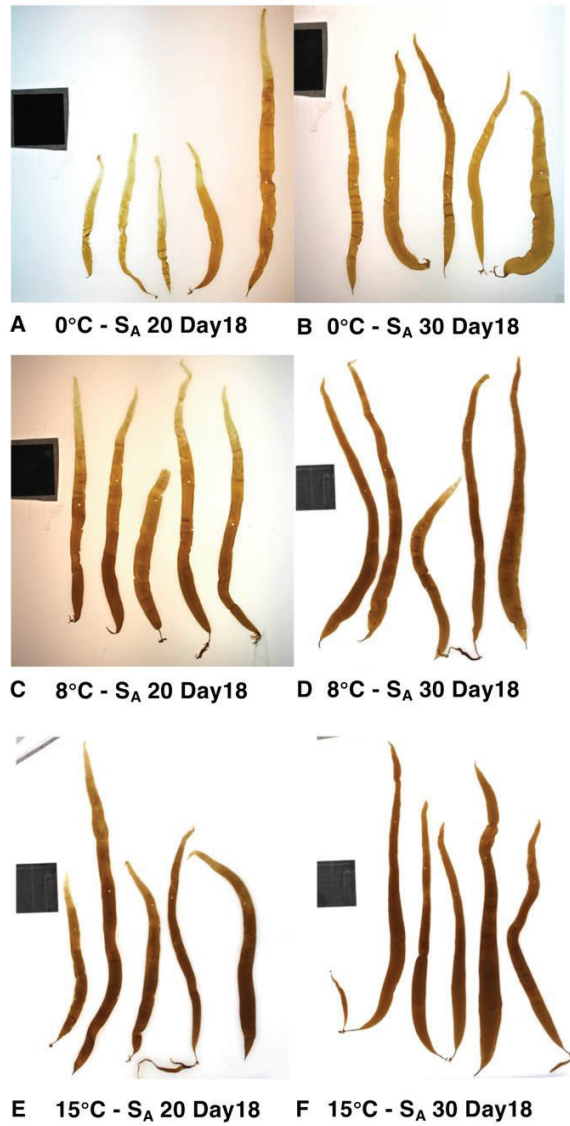 A 0°C - SA 20 Day18
B 0°C - SA 30 Day18
C 8°C - SA 20 Day18
D 8°C - SA 30 Day18
E 15°C - SA 20 Day18
F 15°C - SA 30 Day18